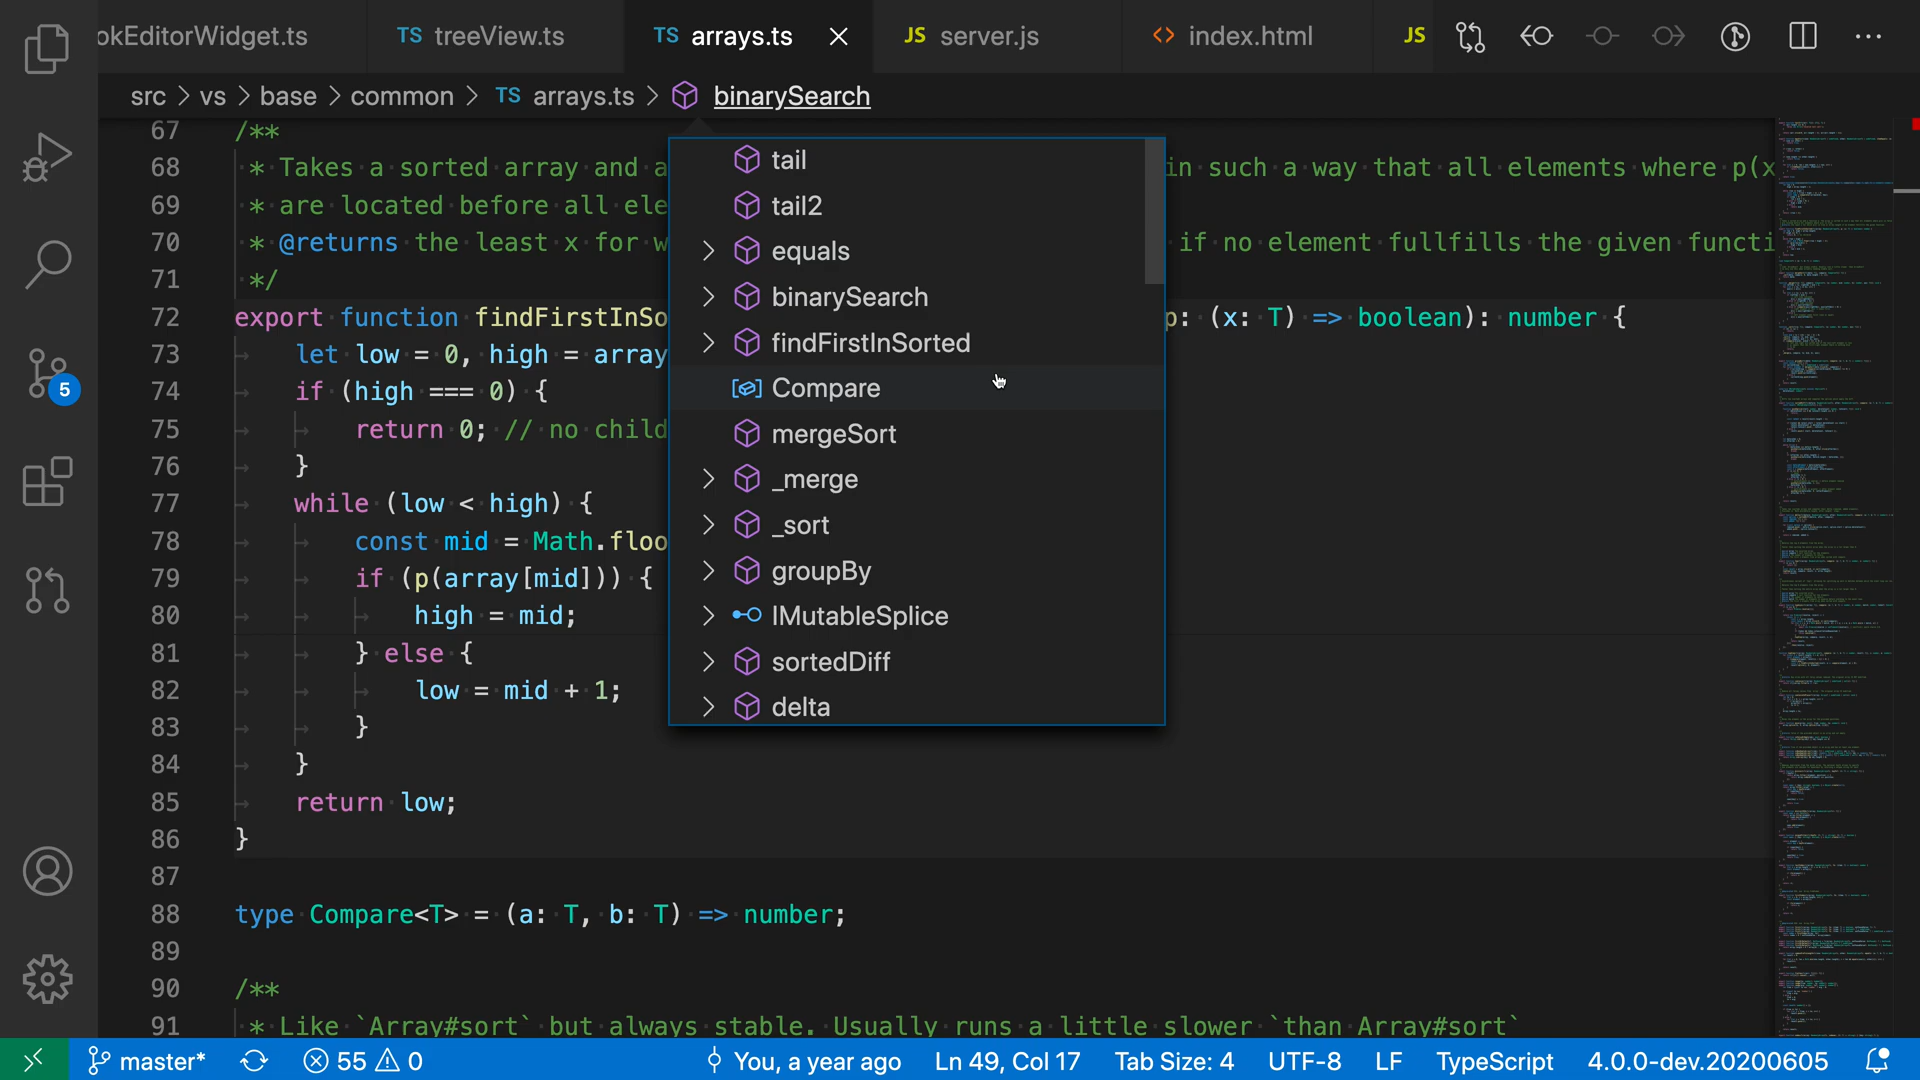 okEditorWidget.ts
TS treeView.ts
TS arrays.ts
JS server.js
<> index.html
JS
src > vs > base > common > TS arrays.ts > binarySearch
67 /**
68 * Takes a sorted array and a in such a way that all elements where p(x
69 * are located before all ele
70 * @returns the least x for w if no element fullfills the given functi
71 */
72 export function findFirstInSo p: (x: T) => boolean): number {
73 let low = 0, high = array
74 if (high === 0) {
75 return 0; // no child
76 }
77 while (low < high) {
78 const mid = Math.floo
79 if (p(array[mid])) {
80 high = mid;
81 } else {
82 low = mid + 1;
83 }
84 }
85 return low;
86 }
87
88 type Compare<T> = (a: T, b: T) => number;
89
90 /**
91 * Like `Array#sort` but always stable. Usually runs a little slower `than Array#sort`
tail
tail2
equals
binarySearch
findFirstInSorted
Compare
mergeSort
_merge
_sort
groupBy
IMutableSplice
sortedDiff
delta
5
master*
55
0
You, a year ago
Ln 49, Col 17
Tab Size: 4
UTF-8
LF
TypeScript
4.0.0-dev.20200605